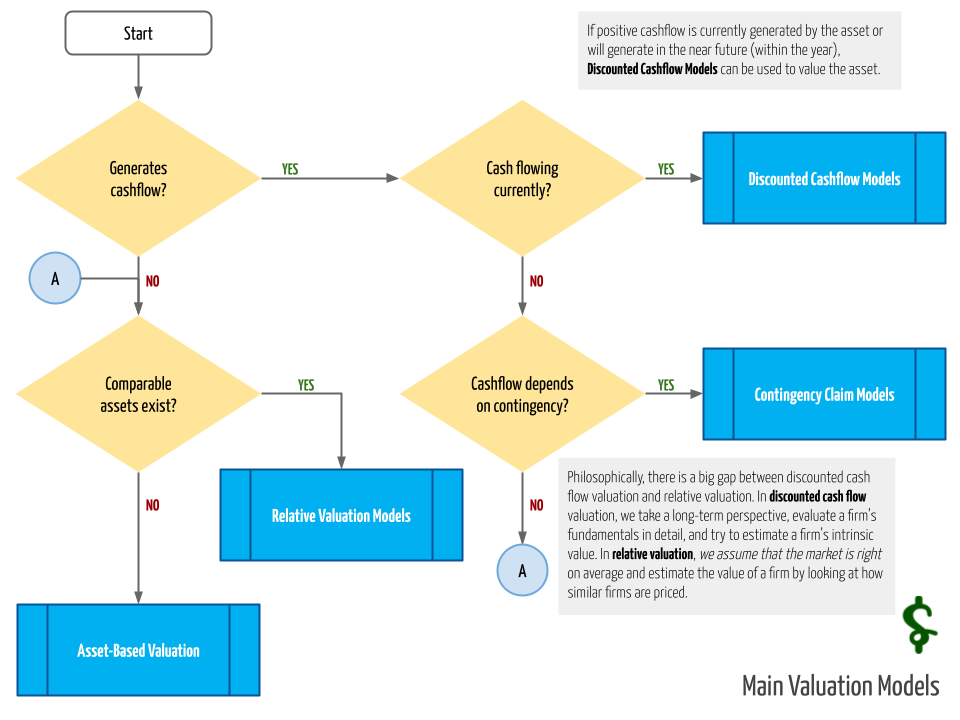 Start
If positive cashflow is currently generated by the asset or
will generate in the near future (within the year),
Discounted Cashflow Models can be used to value the asset.
Generates
cashflow?
YES
Cash flowing
currently?
YES
Discounted Cashflow Models
A
NO
NO
Comparable
assets exist?
YES
Cashflow depends
on contingency?
YES
Contingency Claim Models
Relative Valuation Models
NO
NO
A
Philosophically, there is a big gap between discounted cash
flow valuation and relative valuation. In discounted cash flow
valuation, we take a long-term perspective, evaluate a firm's
fundamentals in detail, and try to estimate a firm's intrinsic
value. In relative valuation, we assume that the market is right
on average and estimate the value of a firm by looking at how
similar firms are priced.
Asset-Based Valuation
$
Main Valuation Models